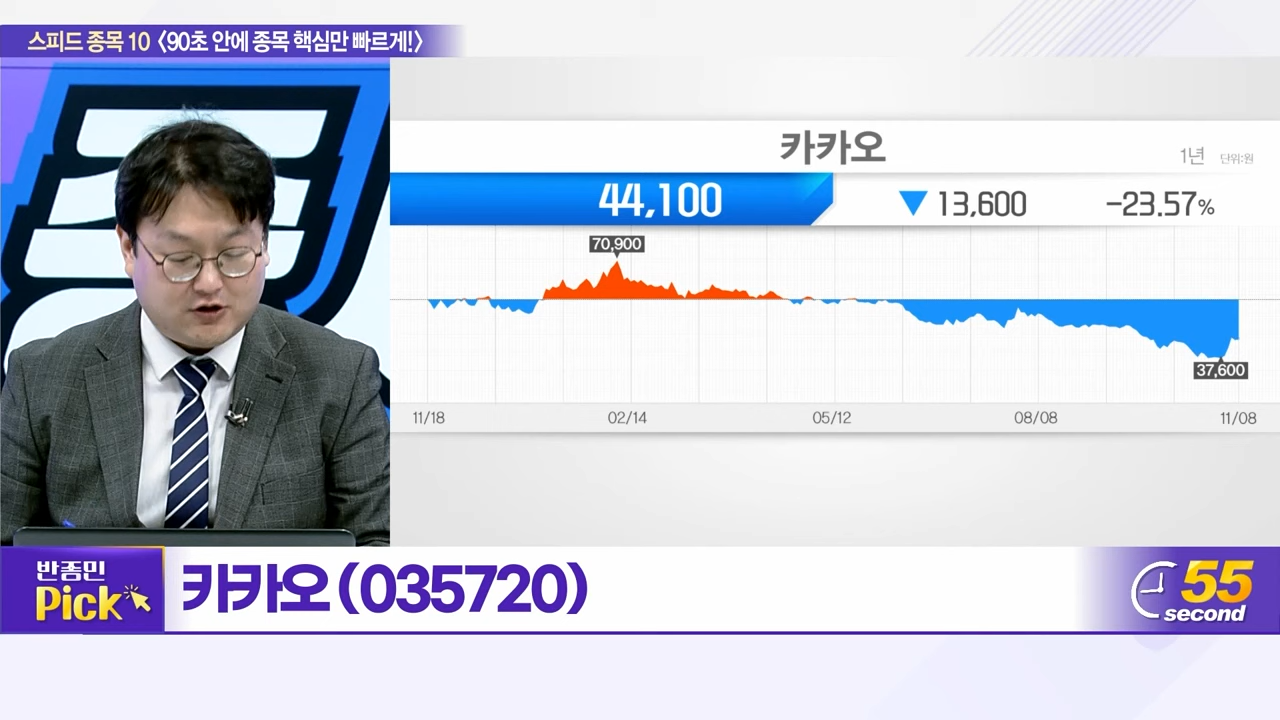 스피드 종목 10 〈90초 안에 종목 핵심만 빠르게!〉
카카오
1년 단위:원
44,100 ▼ 13,600 -23.57%
70,900
37,600
11/18 02/14 05/12 08/08 11/08
반종민
Pick
카카오(035720)
55
second